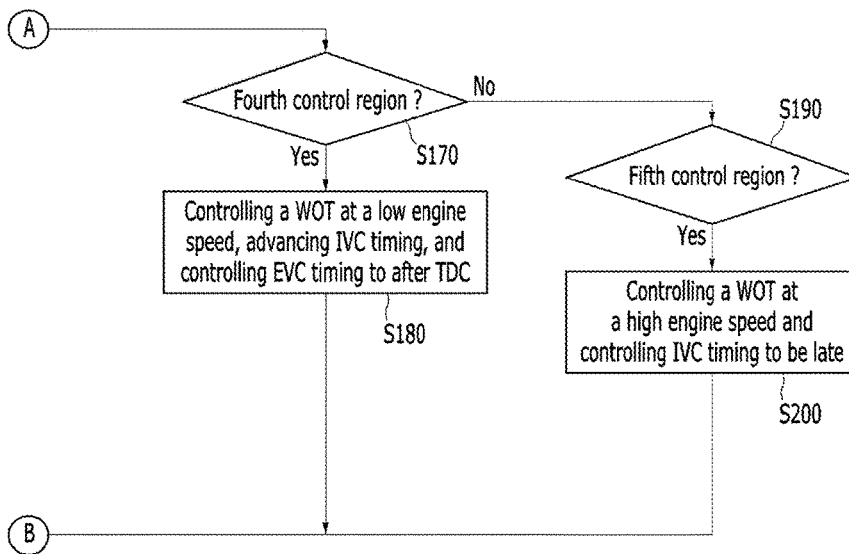 A
Fourth control region ?
No
S170
Yes
S190
Fifth control region ?
Yes
Controlling a WOT at a low engine
speed, advancing IVC timing, and
controlling EVC timing to after TDC
S180
Controlling a WOT at
a high engine speed and
controlling IVC timing to be late
S200
B